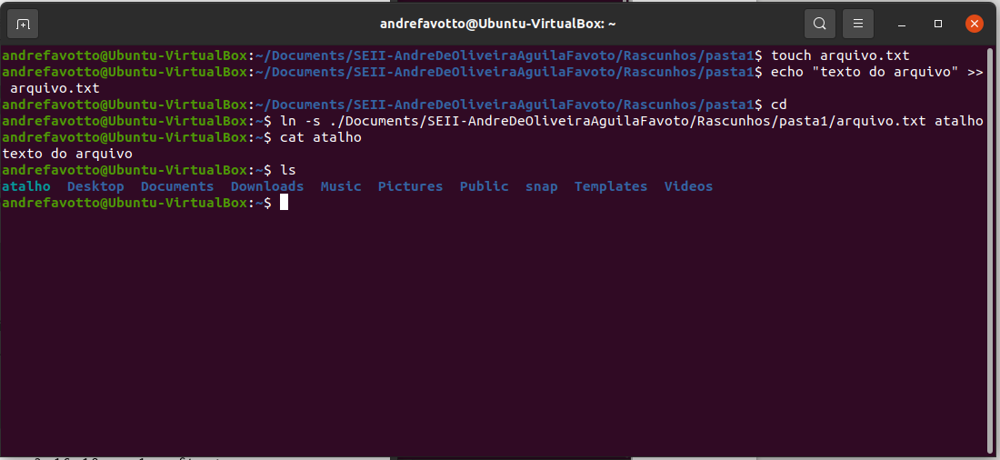 andrefavotto@Ubuntu-VirtualBox: ~
andrefavotto@Ubuntu-VirtualBox:~/Documents/SEII-AndreDeOliveiraAguilaFavoto/Rascunhos/pasta1$ touch arquivo.txt
andrefavotto@Ubuntu-VirtualBox:~/Documents/SEII-AndreDeOliveiraAguilaFavoto/Rascunhos/pasta1$ echo "texto do arquivo" >>
 arquivo.txt
andrefavotto@Ubuntu-VirtualBox:~/Documents/SEII-AndreDeOliveiraAguilaFavoto/Rascunhos/pasta1$ cd
andrefavotto@Ubuntu-VirtualBox:~$ ln -s ./Documents/SEII-AndreDeOliveiraAguilaFavoto/Rascunhos/pasta1/arquivo.txt atalho
andrefavotto@Ubuntu-VirtualBox:~$ cat atalho
texto do arquivo
andrefavotto@Ubuntu-VirtualBox:~$ ls
atalho  Desktop  Documents  Downloads  Music  Pictures  Public  snap  Templates  Videos
andrefavotto@Ubuntu-VirtualBox:~$